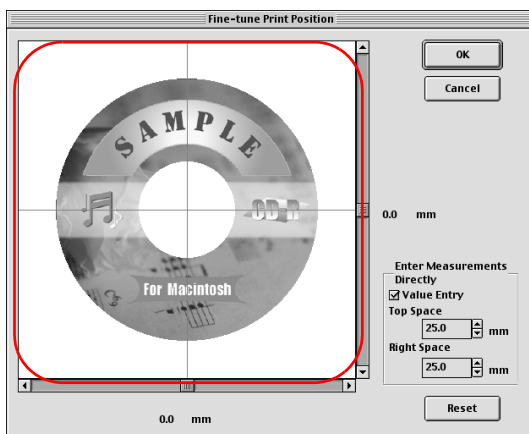 Fine-tune Print Position
SAMPLE
CD-R
For Macintosh
OK
Cancel
0.0 mm
Enter Measurements
Directly
Value Entry
Top Space
25.0 mm
Right Space
25.0 mm
Reset
0.0 mm